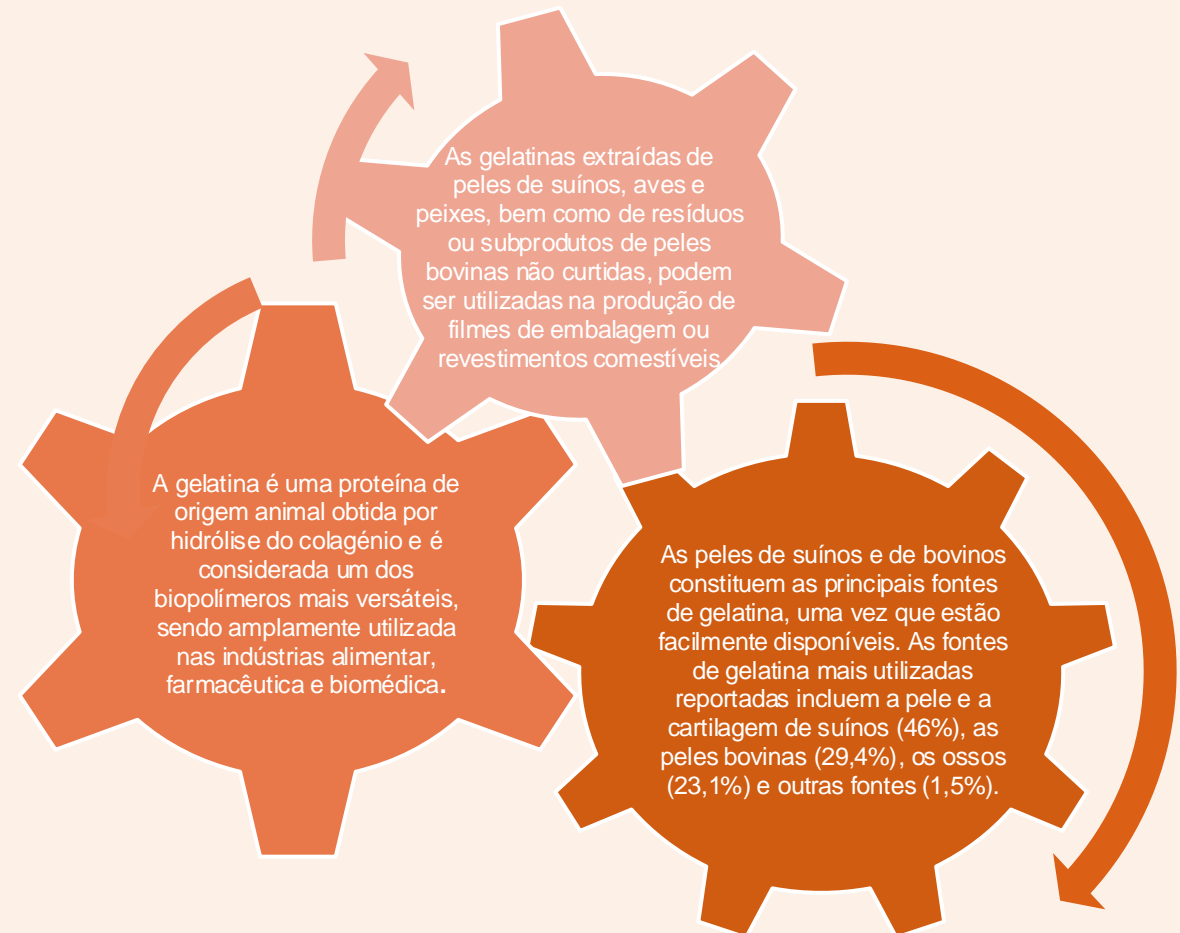 As gelatinas extraídas de
peles de suínos, aves e
peixes, bem como de resíduos
ou subprodutos de peles
bovinas não curtidas, podem
ser utilizadas na produção de
filmes de embalagem ou
revestimentos comestíveis.
A gelatina é uma proteína de
origem animal obtida por
hidrólise do colagénio e é
considerada um dos
biopolímeros mais versáteis,
sendo amplamente utilizada
nas indústrias alimentar,
farmacêutica e biomédica.
As peles de suínos e de bovinos
constituem as principais fontes
de gelatina, uma vez que estão
facilmente disponíveis. As fontes
de gelatina mais utilizadas
reportadas incluem a pele e a
cartilagem de suínos (46%), as
peles bovinas (29,4%), os ossos
(23,1%) e outras fontes (1,5%).